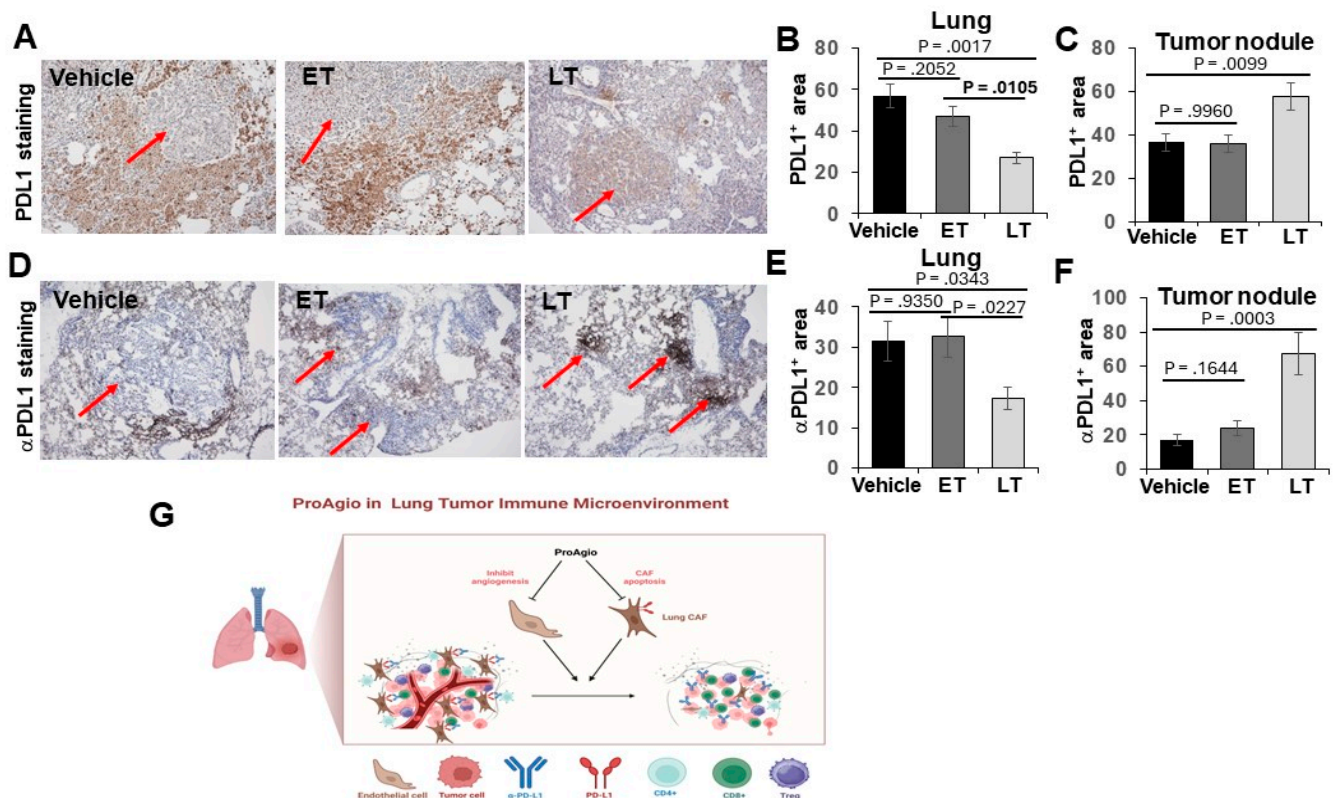 A
PDL1 staining
Vehicle
ET
LT
B
Lung
P = .0017
P = .2052
P = .0105
PDL1+ area
80
60
40
20
0
Vehicle ET LT
C
Tumor nodule
P = .0099
P = .9960
PDL1+ area
80
60
40
20
0
Vehicle ET LT
D
αPDL1 staining
Vehicle
ET
LT
E
Lung
P = .0343
P = .9350
P = .0227
αPDL1+ area
40
30
20
10
0
Vehicle ET LT
F
Tumor nodule
P = .0003
P = .1644
αPDL1+ area
100
80
60
40
20
0
Vehicle ET LT
G
ProAgio in Lung Tumor Immune Microenvironment
ProAgio
Inhibit
angiogenesis
CAF
apoptosis
Lung CAF
Endothelial cell
Tumor cell
α-PD-L1
PD-L1
CD4+
CD8+
Treg